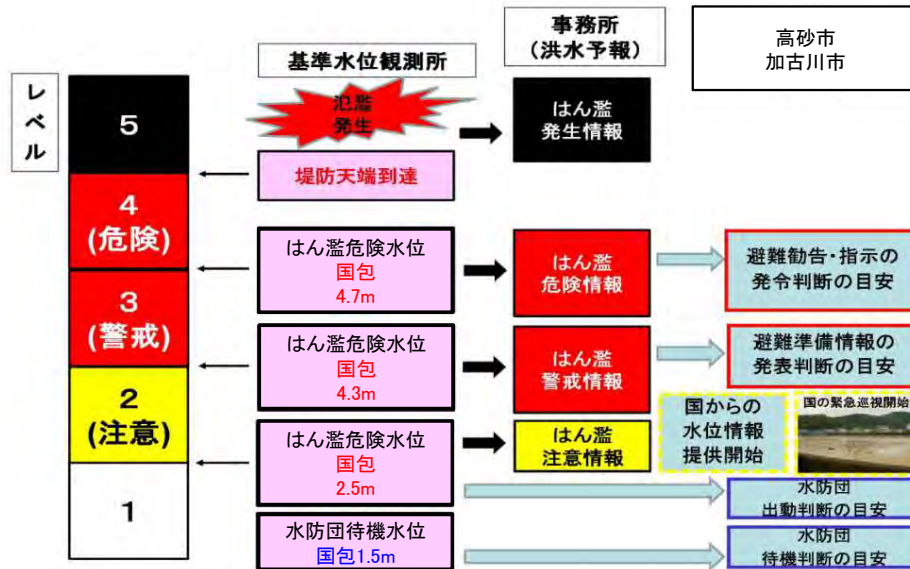 事務所
(洪水予報)
高砂市
加古川市
基準水位観測所
レベル
5
氾濫
発生
はん濫
発生情報
堤防天端到達
4
(危険)
はん濫危険水位
国包
4.7m
はん濫
危険情報
避難勧告・指示の
発令判断の目安
3
(警戒)
はん濫危険水位
国包
4.3m
はん濫
警戒情報
避難準備情報の
発表判断の目安
2
(注意)
はん濫危険水位
国包
2.5m
はん濫
注意情報
国からの
水位情報
提供開始
国の緊急巡視開始
1
水防団
出動判断の目安
水防団待機水位
国包1.5m
水防団
待機判断の目安